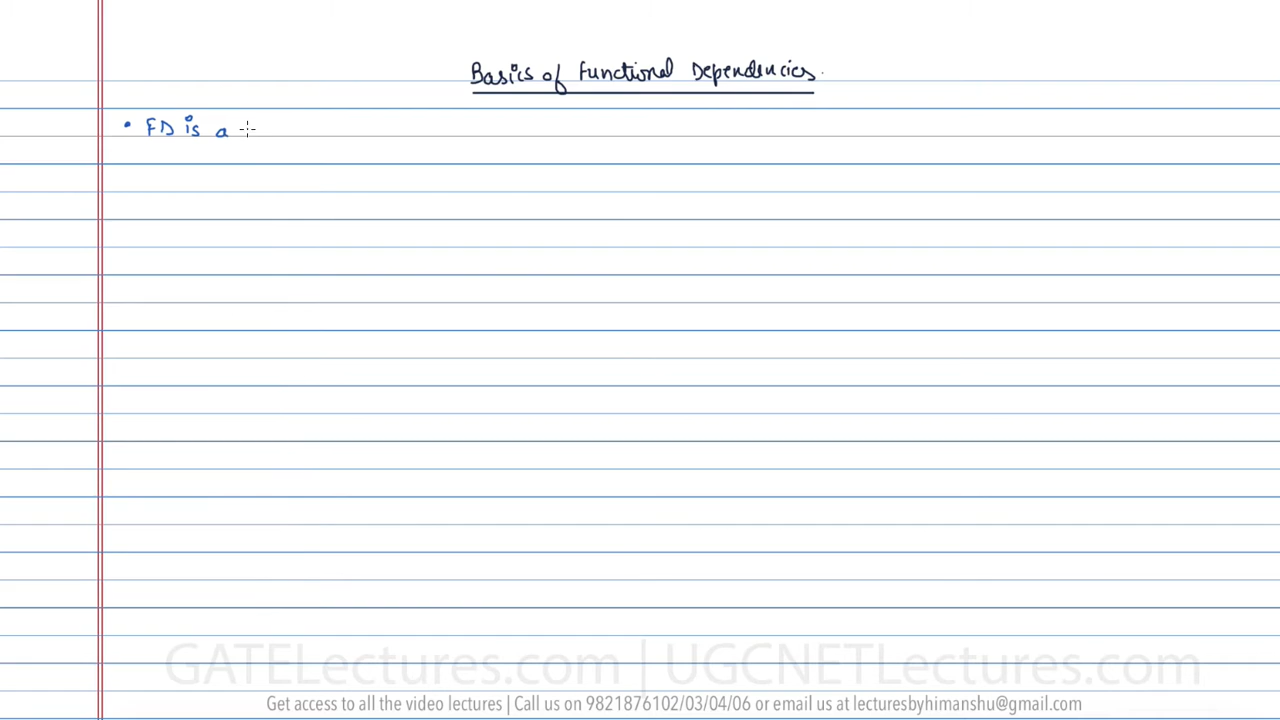 Basics of Functional Dependencies.
• FD is a
GATELectures.com | UGCNETLectures.com
Get access to all the video lectures | Call us on 9821876102/03/04/06 or email us at lecturesbyhimanshu@gmail.com